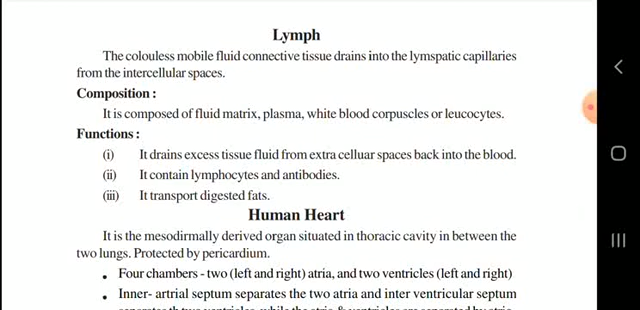 Lymph
The colouless mobile fluid connective tissue drains into the lymspatic capillaries
from the intercellular spaces.
Composition :
It is composed of fluid matrix, plasma, white blood corpuscles or leucocytes.
Functions :
(i) It drains excess tissue fluid from extra celluar spaces back into the blood.
(ii) It contain lymphocytes and antibodies.
(iii) It transport digested fats.
Human Heart
It is the mesodirmally derived organ situated in thoracic cavity in between the
two lungs. Protected by pericardium.
• Four chambers - two (left and right) atria, and two ventricles (left and right)
• Inner- artrial septum separates the two atria and inter ventricular septum